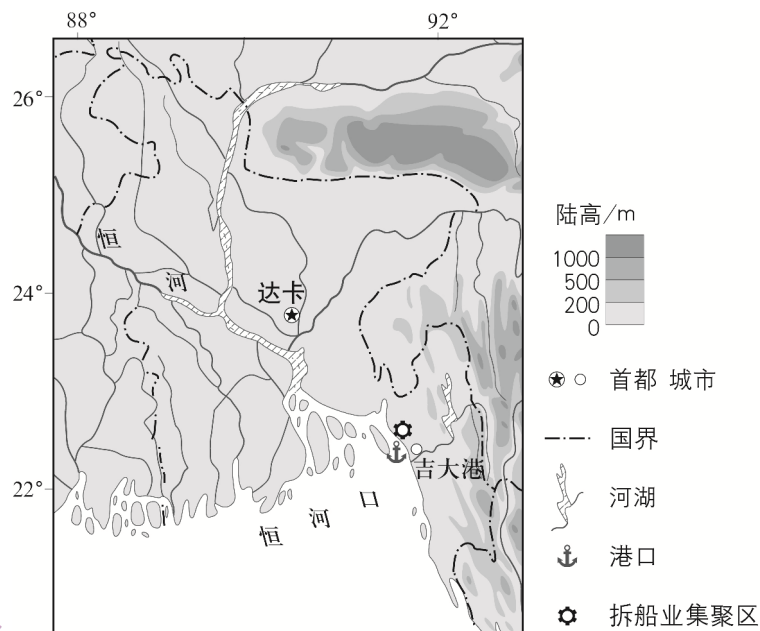 88°
92°
26°
24°
22°
恒
河
达卡
吉大港
恒
河
口
陆高/m
1000
500
200
0
首都 城市
国界
河湖
港口
拆船业集聚区